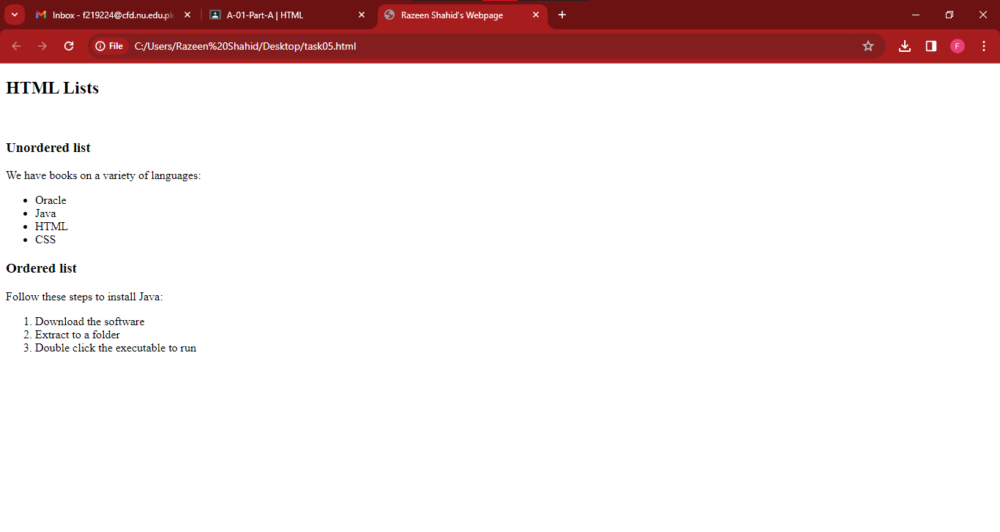 Inbox - f219224@cfd.nu.edu.pk
A-01-Part-A | HTML
Razeen Shahid's Webpage
File
C:/Users/Razeen%20Shahid/Desktop/task05.html
F
HTML Lists
Unordered list
We have books on a variety of languages:
• Oracle
• Java
• HTML
• CSS
Ordered list
Follow these steps to install Java:
1. Download the software
2. Extract to a folder
3. Double click the executable to run